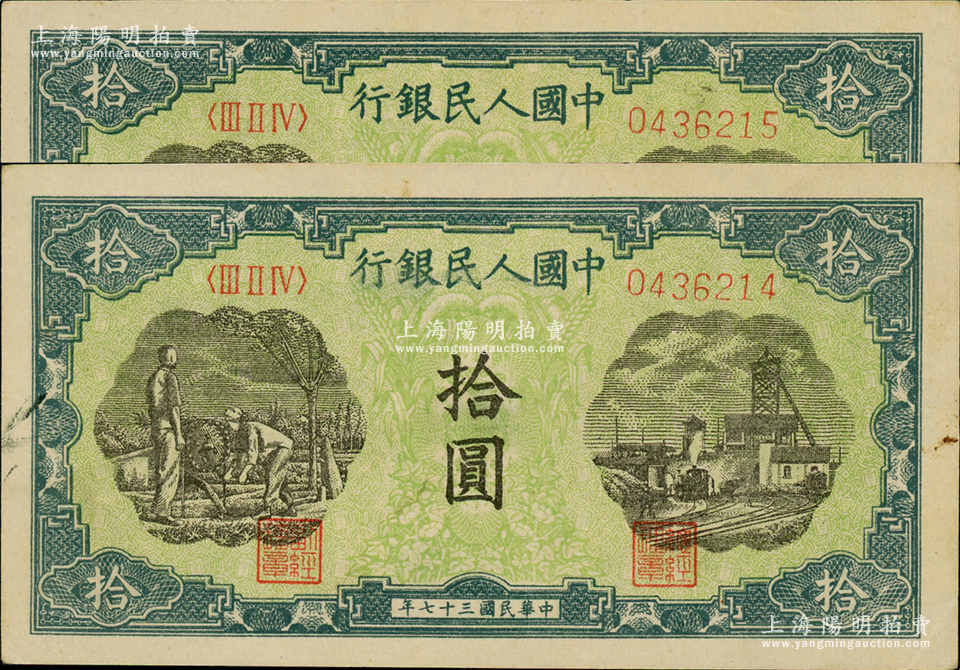 上海陽明拍賣
www.yangmingauction.com
拾
拾
中國人民銀行
〈ⅢⅡⅣ〉
0436215
拾
拾
中國人民銀行
〈ⅢⅡⅣ〉
0436214
上海陽明拍賣
www.yangmingauction.com
拾圓
中華民國三十七年
拾
拾
上海陽明拍賣
www.yangmingauction.com